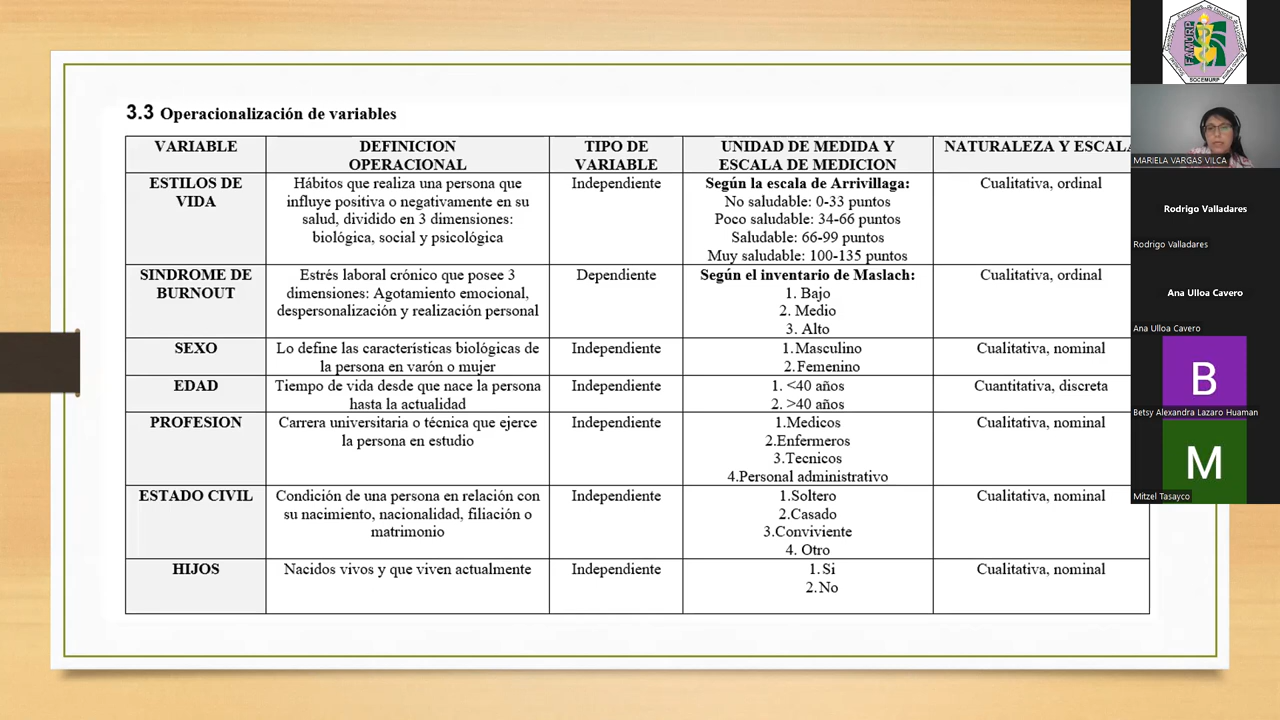 3.3 Operacionalización de variables
VARIABLE
DEFINICION
OPERACIONAL
TIPO DE
VARIABLE
UNIDAD DE MEDIDA Y
ESCALA DE MEDICION
NATURALEZA Y ESCALA
ESTILOS DE
VIDA
Hábitos que realiza una persona que
influye positiva o negativamente en su
salud, dividido en 3 dimensiones:
biológica, social y psicológica
Independiente
Según la escala de Arrivillaga:
No saludable: 0-33 puntos
Poco saludable: 34-66 puntos
Saludable: 66-99 puntos
Muy saludable: 100-135 puntos
Cualitativa, ordinal
SINDROME DE
BURNOUT
Estrés laboral crónico que posee 3
dimensiones: Agotamiento emocional,
despersonalización y realización personal
Dependiente
Según el inventario de Maslach:
1. Bajo
2. Medio
3. Alto
Cualitativa, ordinal
SEXO
Lo define las características biológicas de
la persona en varón o mujer
Independiente
1.Masculino
2.Femenino
Cualitativa, nominal
EDAD
Tiempo de vida desde que nace la persona
hasta la actualidad
Independiente
1. <40 años
2. >40 años
Cuantitativa, discreta
PROFESION
Carrera universitaria o técnica que ejerce
la persona en estudio
Independiente
1.Medicos
2.Enfermeros
3.Tecnicos
4.Personal administrativo
Cualitativa, nominal
ESTADO CIVIL
Condición de una persona en relación con
su nacimiento, nacionalidad, filiación o
matrimonio
Independiente
1.Soltero
2.Casado
3.Conviviente
4. Otro
Cualitativa, nominal
HIJOS
Nacidos vivos y que viven actualmente
Independiente
1. Si
2. No
Cualitativa, nominal
FAMURP
SOCEMURP
MARIELA VARGAS VILCA
Rodrigo Valladares
Rodrigo Valladares
Ana Ulloa Cavero
Ana Ulloa Cavero
B
Betsy Alexandra Lazaro Huaman
M
Mitzel Tasayco